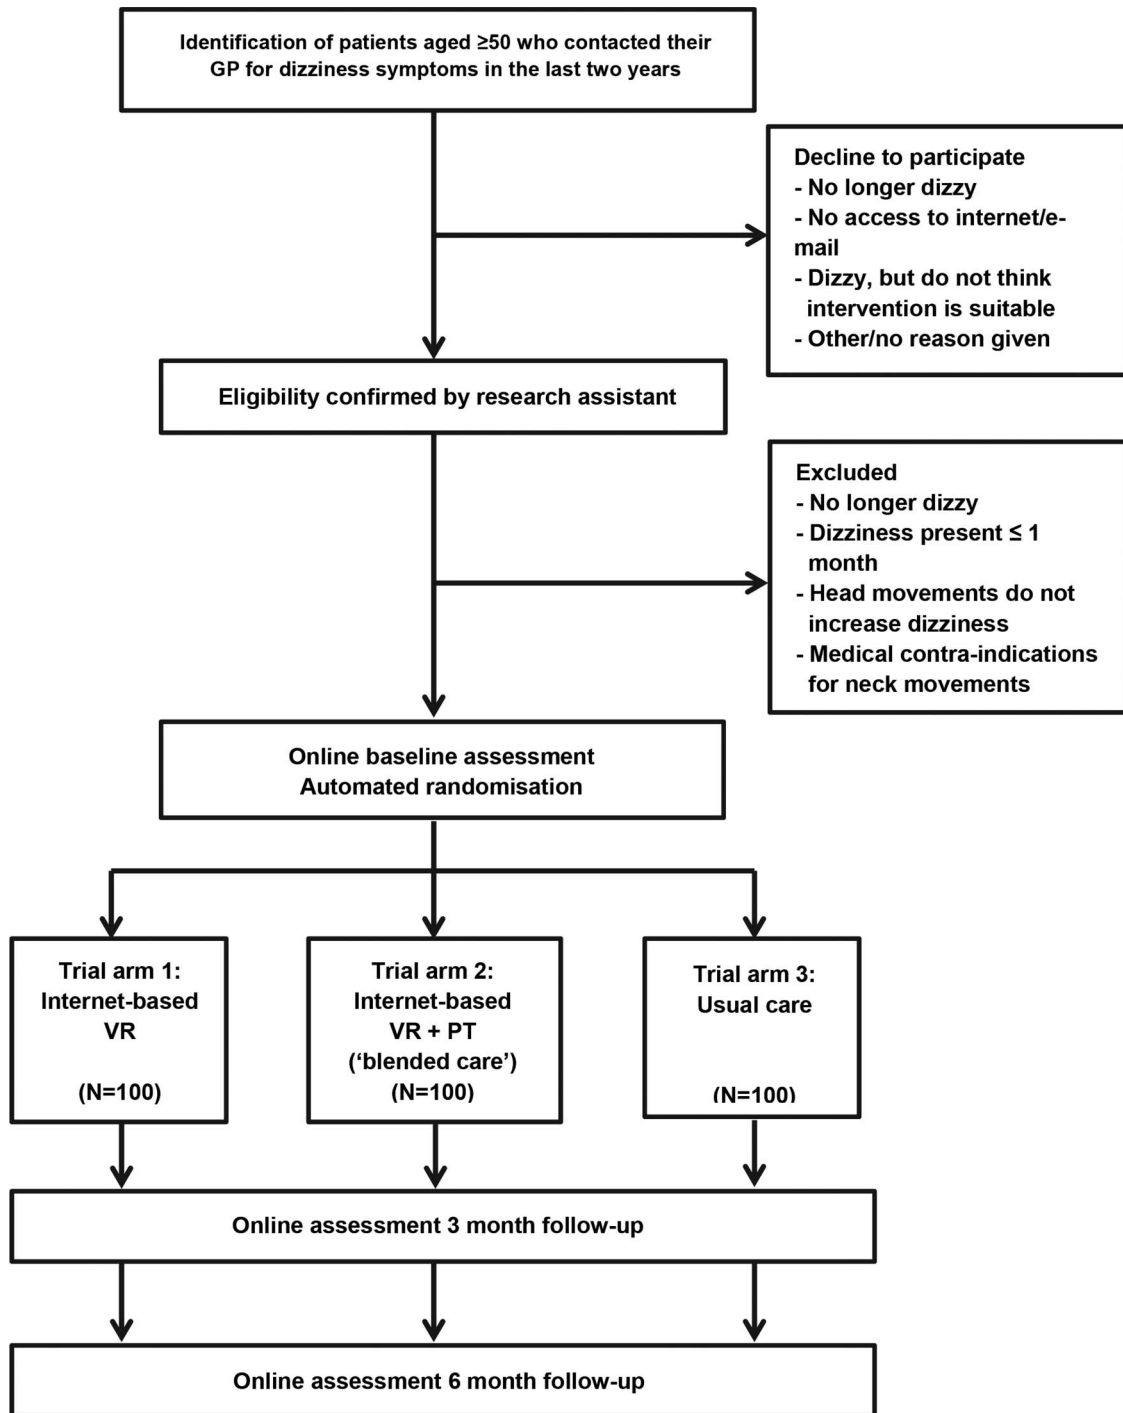 Identification of patients aged ≥50 who contacted their
GP for dizziness symptoms in the last two years
Decline to participate
- No longer dizzy
- No access to internet/e-
mail
- Dizzy, but do not think
intervention is suitable
- Other/no reason given
Eligibility confirmed by research assistant
Excluded
- No longer dizzy
- Dizziness present ≤ 1
month
- Head movements do not
increase dizziness
- Medical contra-indications
for neck movements
Online baseline assessment
Automated randomisation
Trial arm 1:
Internet-based
VR
(N=100)
Trial arm 2:
Internet-based
VR + PT
(‘blended care’)
(N=100)
Trial arm 3:
Usual care
(N=100)
Online assessment 3 month follow-up
Online assessment 6 month follow-up